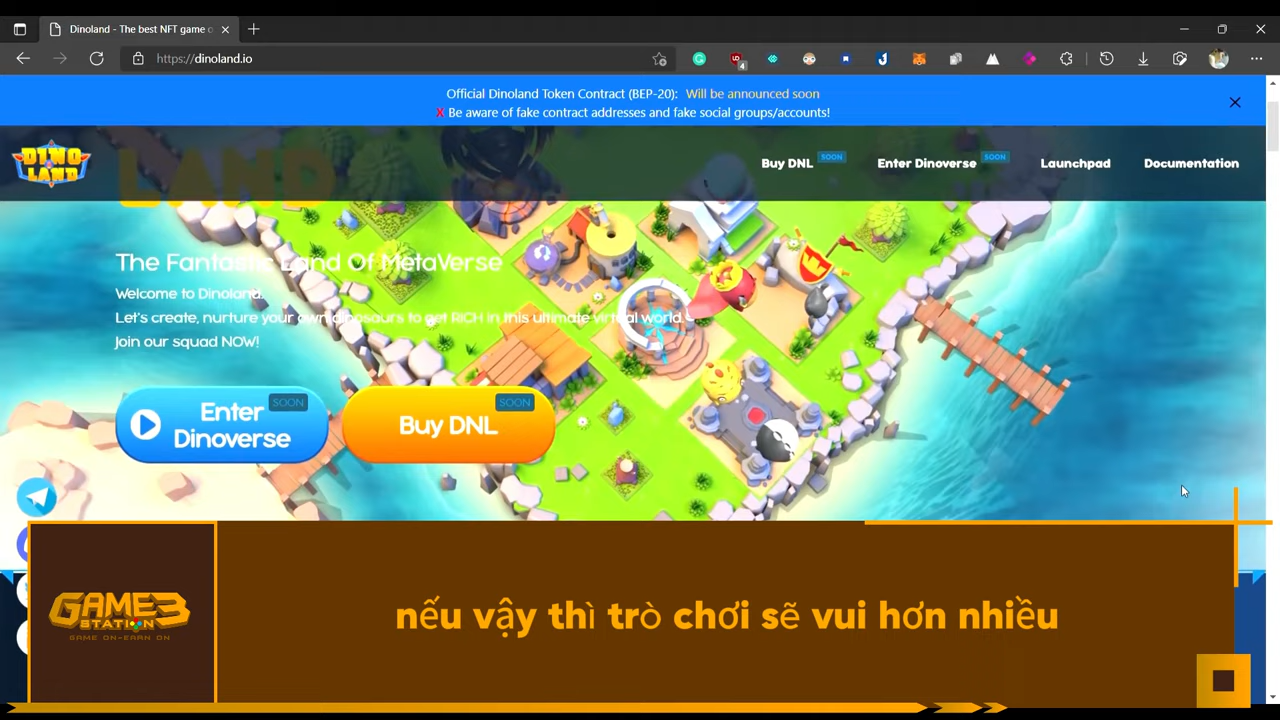 Dinoland - The best NFT game o
https://dinoland.io
4
Official Dinoland Token Contract (BEP-20): Will be announced soon
X Be aware of fake contract addresses and fake social groups/accounts!
DINO
LAND
LAND
Buy DNL SOON
Enter Dinoverse SOON
Launchpad
Documentation
The Fantastic Land Of MetaVerse
Welcome to Dinoland.
Let's create, nurture your own dinosaurs to get RICH in this ultimate virtual world.
Join our squad NOW!
Enter
Dinoverse
SOON
Buy DNL
SOON
GAME3
STATION
GAME ON-EARN ON
nếu vậy thì trò chơi sẽ vui hơn nhiều